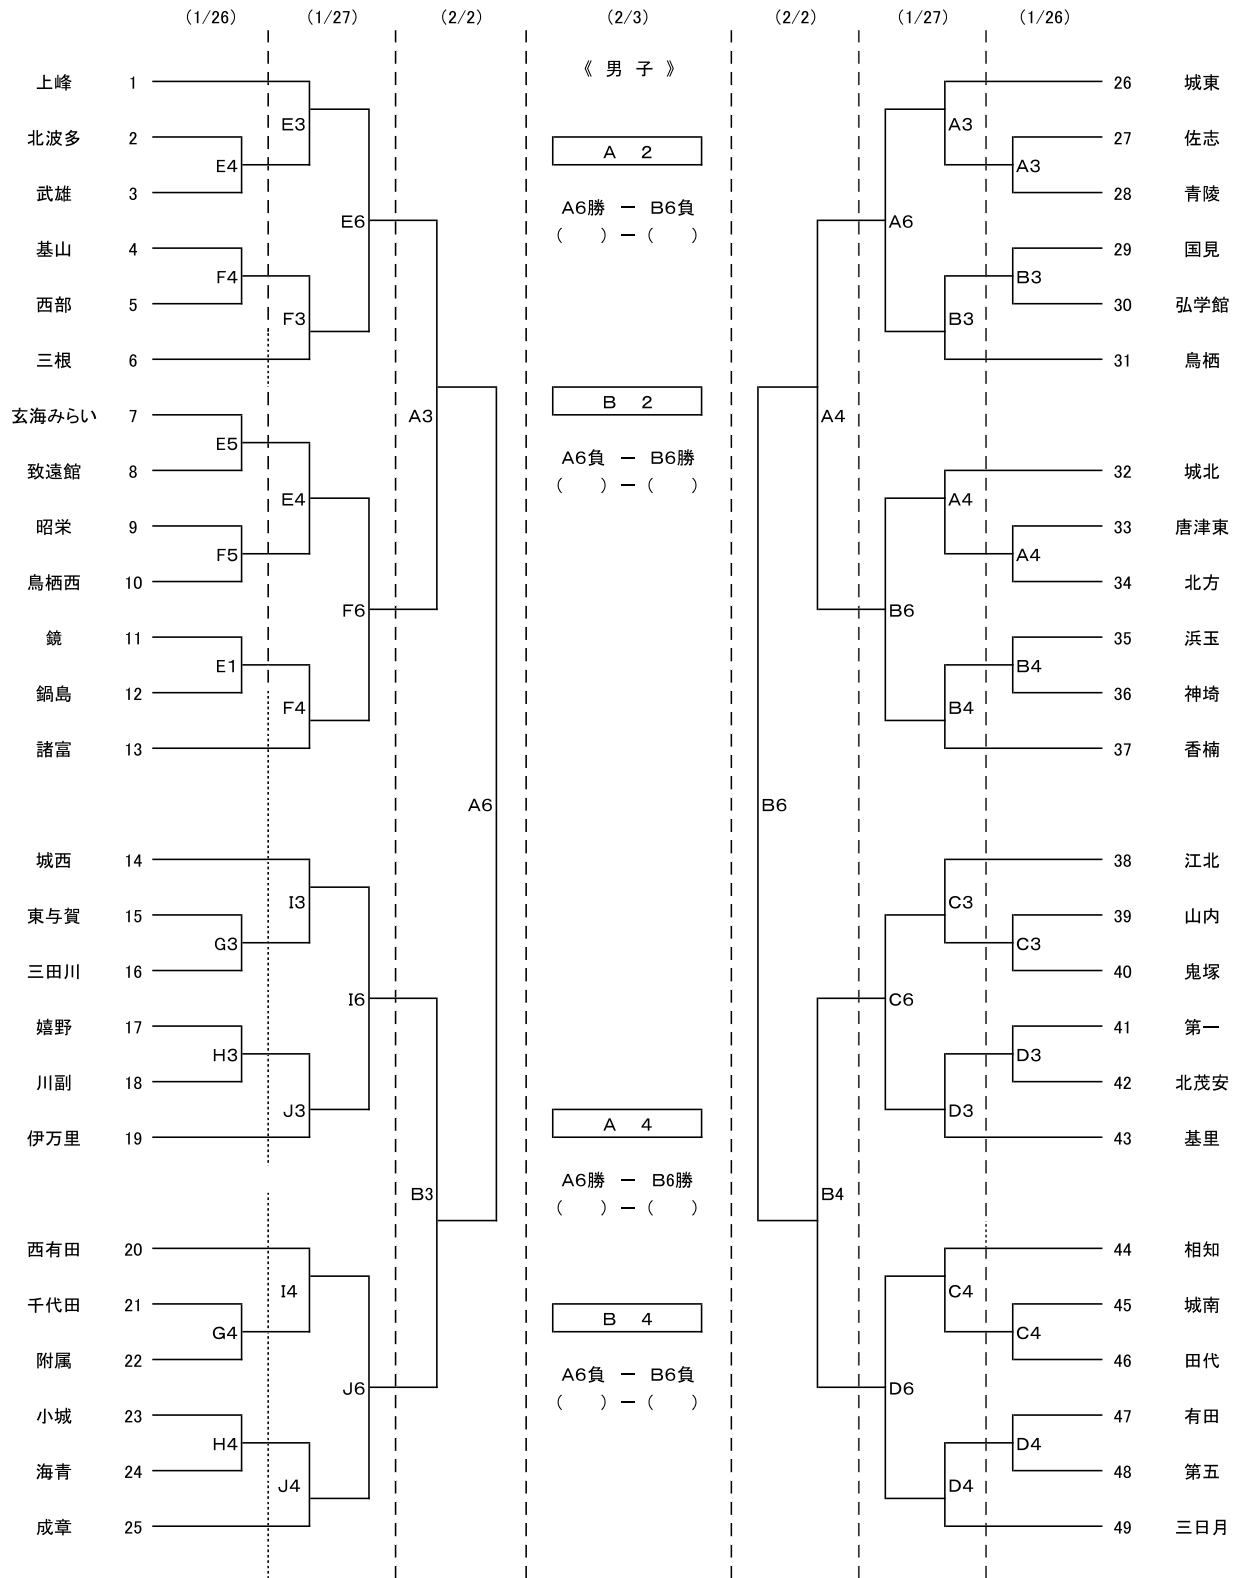 (1/26) (1/27) (2/2) (2/3) (2/2) (1/27) (1/26)
《 男 子 》
上峰 1 26 城東
E3 A3
北波多 2 A 2 27 佐志
E4 A3
武雄 3 28 青陵
A6勝 ー B6負
E6 A6
( ) ー ( )
基山 4 29 国見
F4 B3
西部 5 30 弘学館
F3 B3
三根 6 31 鳥栖
B 2
玄海みらい 7 A3 A4
E5
A6負 ー B6勝
致遠館 8 32 城北
( ) ー ( )
E4 A4
昭栄 9 33 唐津東
F5 A4
鳥栖西 10 34 北方
F6 B6
鏡 11 35 浜玉
E1 B4
鍋島 12 36 神埼
F4 B4
諸富 13 37 香楠
A6 B6
城西 14 38 江北
I3 C3
東与賀 15 39 山内
G3 C3
三田川 16 40 鬼塚
I6 C6
嬉野 17 41 第一
H3 D3
川副 18 42 北茂安
J3 D3
A 4
伊万里 19 43 基里
A6勝 ー B6勝
B3 B4
( ) ー ( )
西有田 20 44 相知
I4 C4
千代田 21 45 城南
B 4
G4 C4
附属 22 46 田代
A6負 ー B6負
J6 D6
( ) ー ( )
小城 23 47 有田
H4 D4
海青 24 48 第五
J4 D4
成章 25 49 三日月